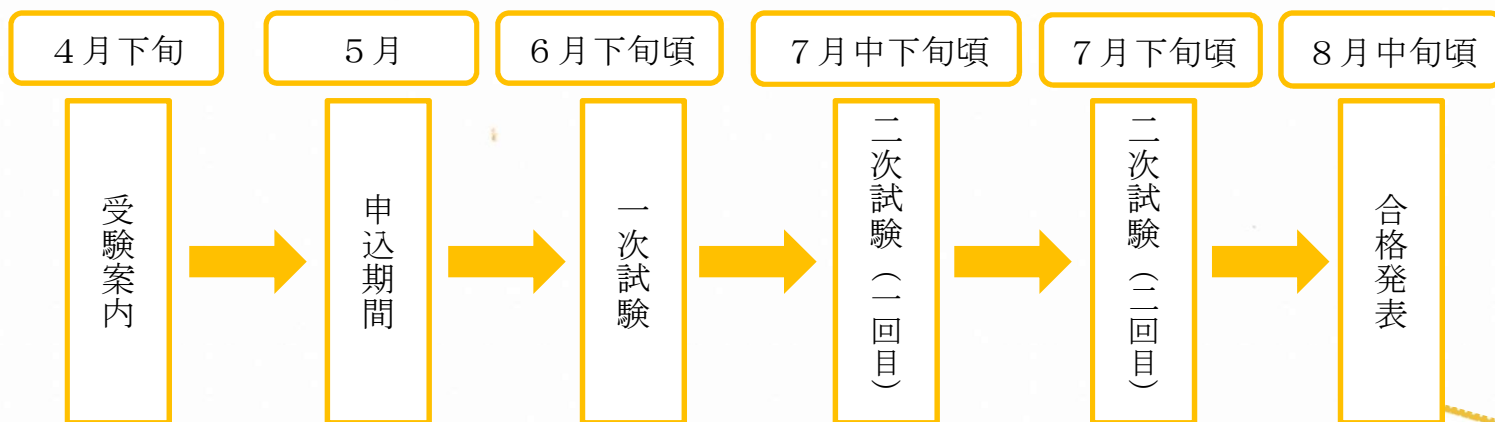 ４月下旬
５月
６月下旬頃
７月中下旬頃
７月下旬頃
８月中旬頃
受験案内
申込期間
一次試験
二次試験（一回目）
二次試験（二回目）
合格発表